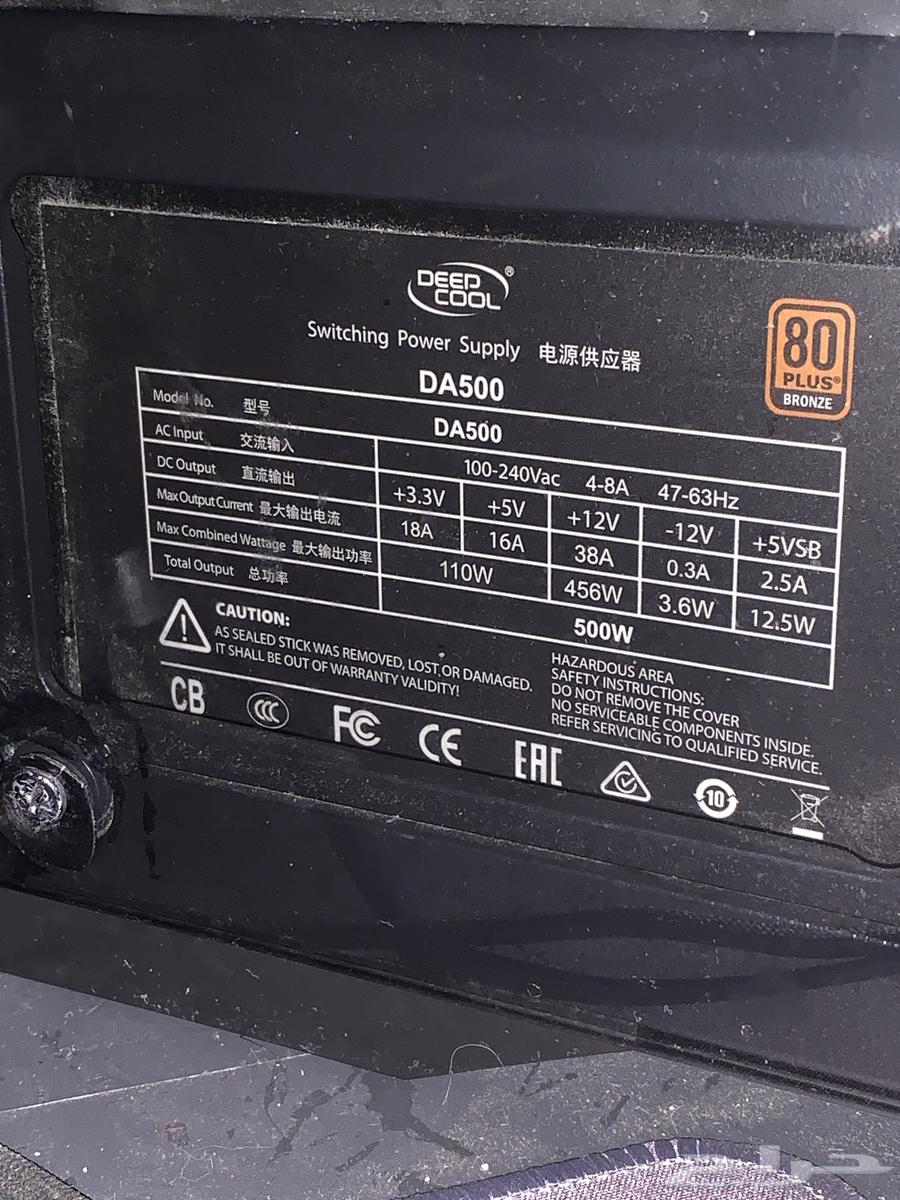 DEEP
COOL®
Switching Power Supply 电源供应器
DA500
80
PLUS®
BRONZE
Model No. 型号 DA500
AC Input 交流输入 100-240Vac 4-8A 47-63Hz
DC Output 直流输出 +3.3V +5V +12V -12V +5VSB
Max Output Current 最大输出电流 18A 16A 38A 0.3A 2.5A
Max Combined Wattage 最大输出功率 110W 456W 3.6W 12.5W
Total Output 总功率 500W
CAUTION:
AS SEALED STICK WAS REMOVED, LOST OR DAMAGED.
IT SHALL BE OUT OF WARRANTY VALIDITY!
HAZARDOUS AREA
SAFETY INSTRUCTIONS:
DO NOT REMOVE THE COVER
NO SERVICEABLE COMPONENTS INSIDE.
REFER SERVICING TO QUALIFIED SERVICE.
CB CCC FC CE EAC 10
حراج